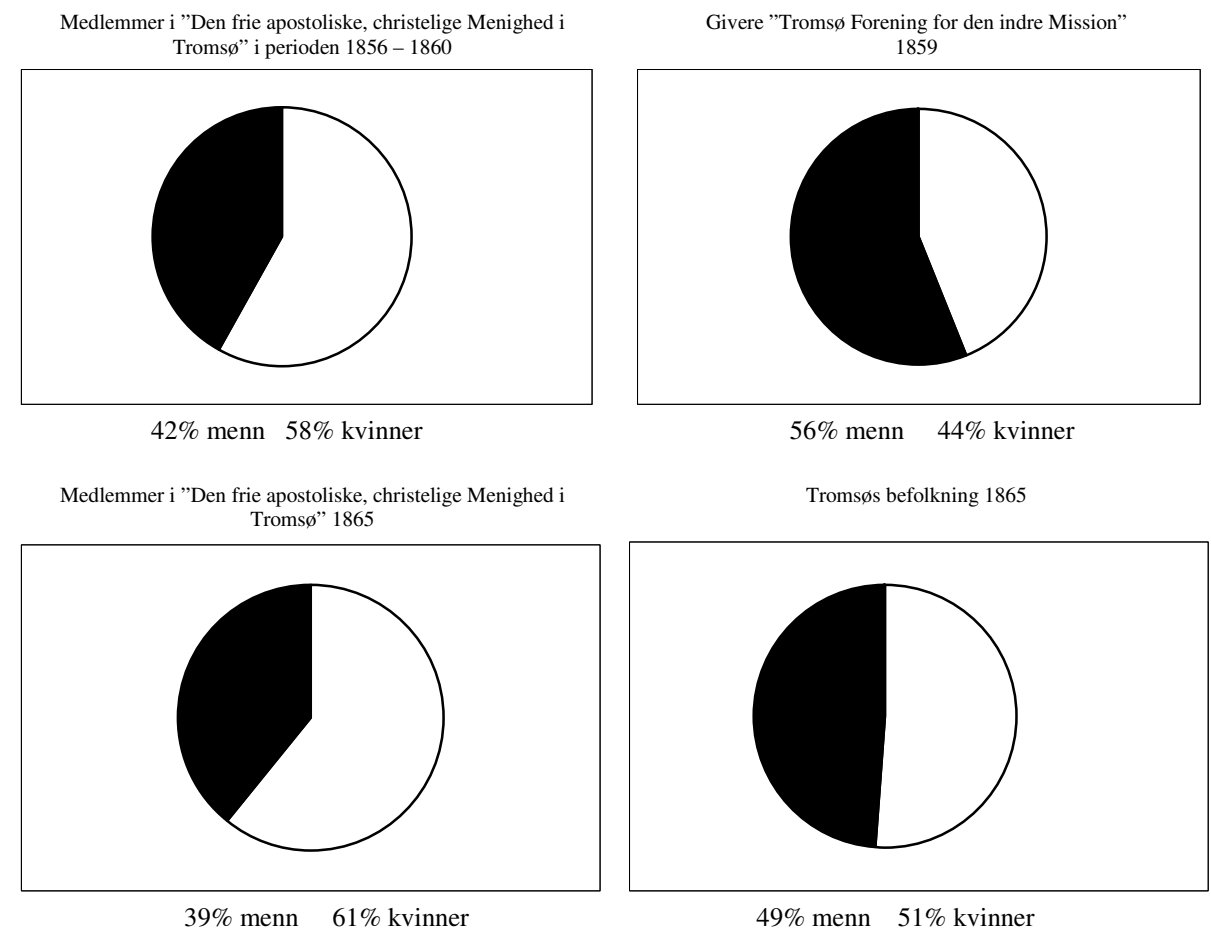 Medlemmer i ”Den frie apostoliske, christelige Menighed i
Tromsø” i perioden 1856 – 1860
Givere ”Tromsø Forening for den indre Mission”
1859
42% menn 58% kvinner
56% menn 44% kvinner
Medlemmer i ”Den frie apostoliske, christelige Menighed i
Tromsø” 1865
Tromsøs befolkning 1865
39% menn 61% kvinner
49% menn 51% kvinner